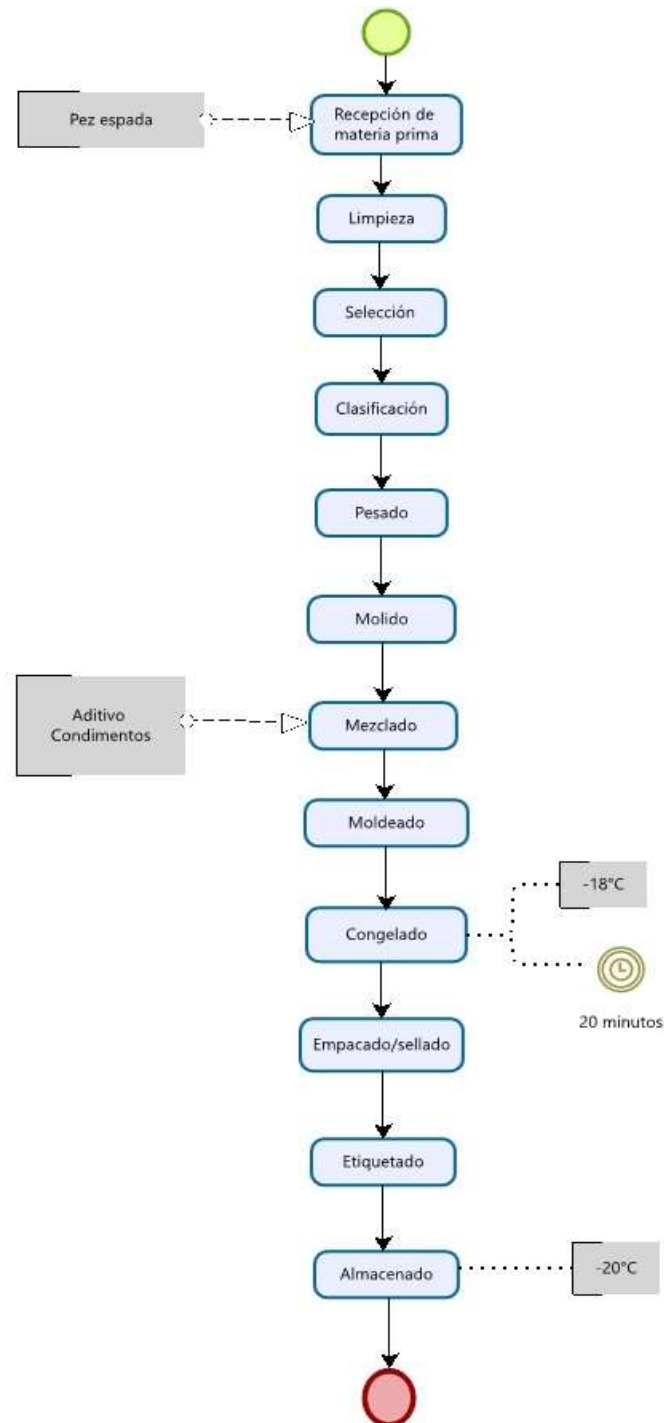 Pez espada
Recepción de
materia prima
Limpieza
Selección
Clasificación
Pesado
Molido
Aditivo
Condimentos
Mezclado
Moldeado
-18°C
Congelado
20 minutos
Empacado/sellado
Etiquetado
Almacenado
-20°C